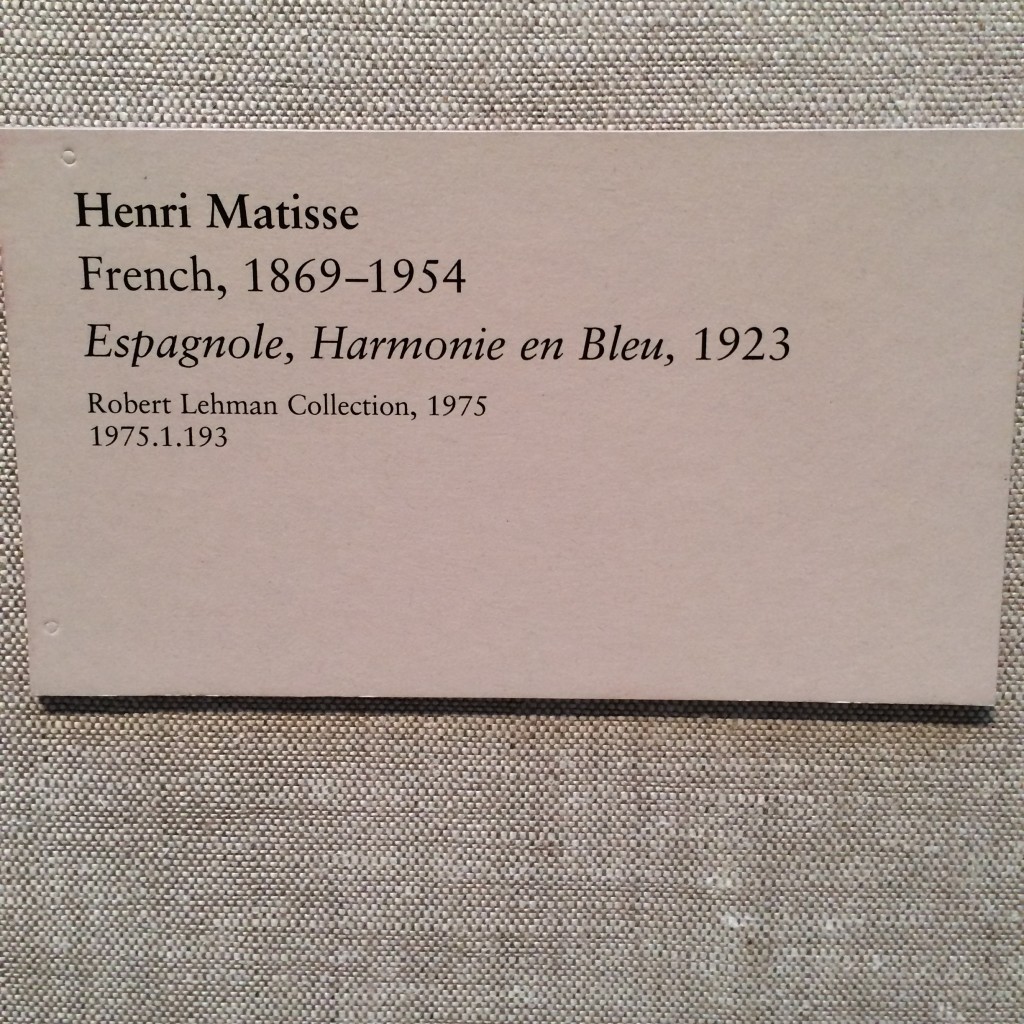 Henri Matisse
French, 1869–1954
Espagnole, Harmonie en Bleu, 1923
Robert Lehman Collection, 1975
1975.1.193